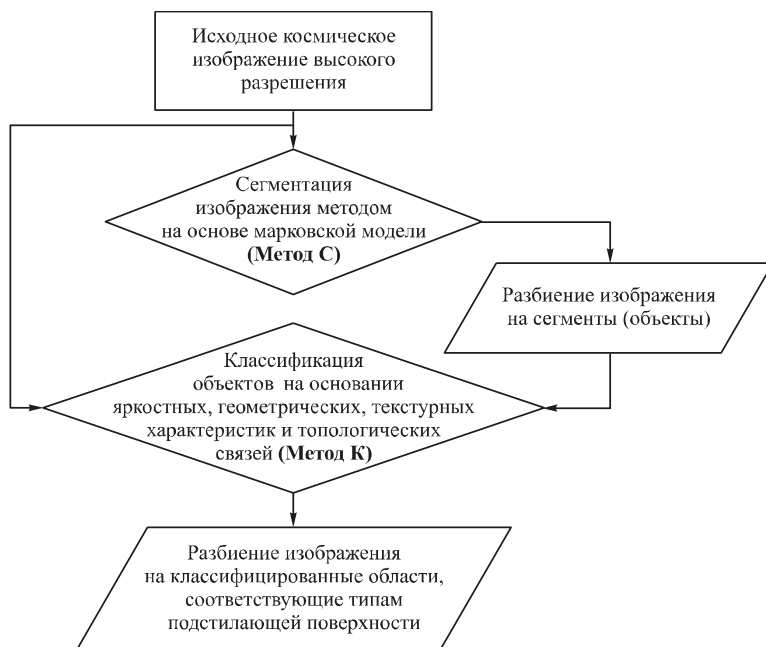 Исходное космическое
изображение высокого
разрешения
Сегментация
изображения методом
на основе марковской модели
(Метод С)
Разбиение изображения
на сегменты (объекты)
Классификация
объектов на основании
яркостных, геометрических, текстурных
характеристик и топологических
связей (Метод К)
Разбиение изображения
на классифицированные области,
соответствующие типам
подстилающей поверхности